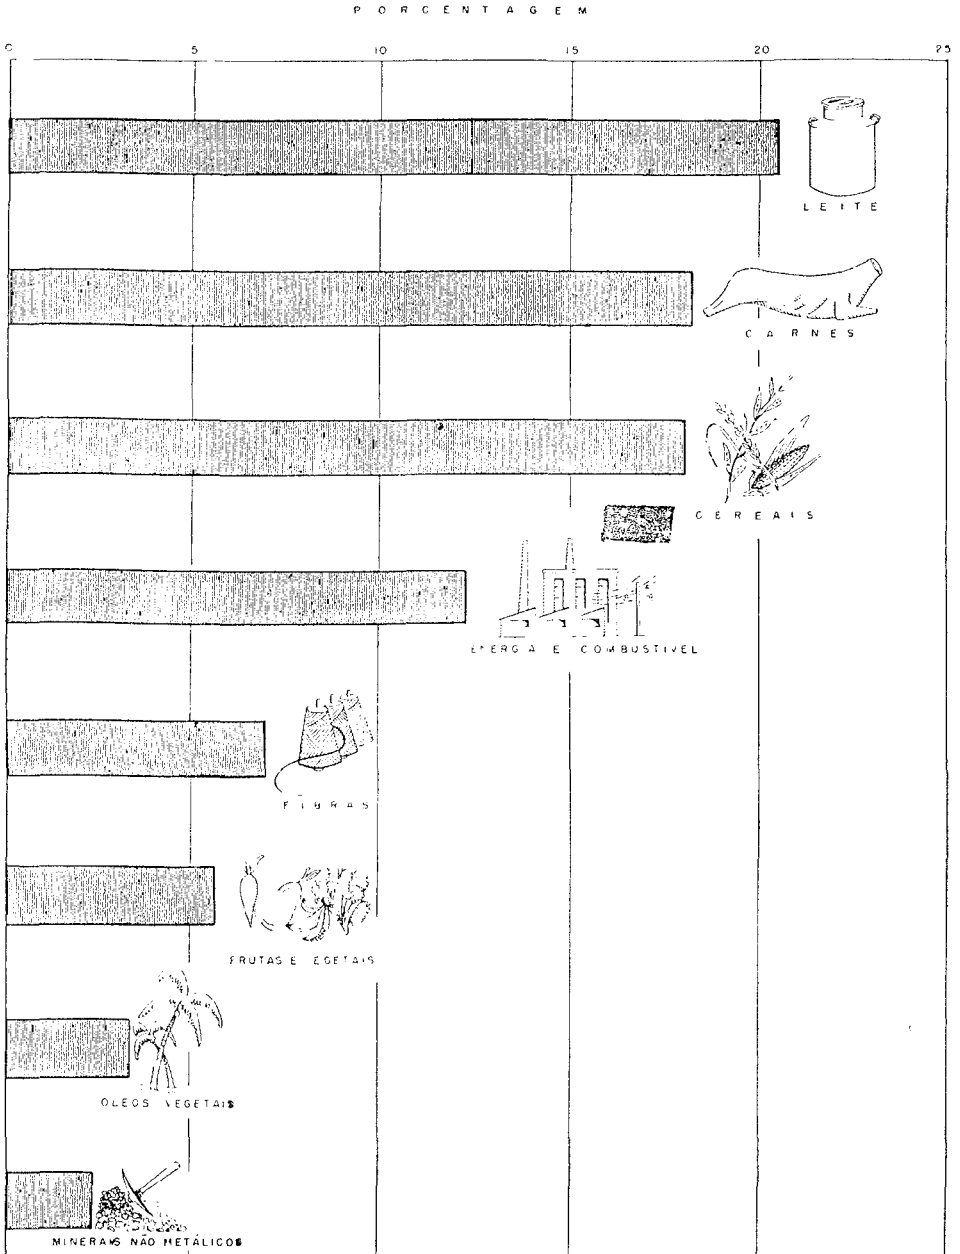 PORCENTAGEM
0 5 10 15 20 25
LEITE
CARNES
CEREAIS
ENERGIA E COMBUSTIVEL
FIBRAS
FRUTAS E EGETAIS
OLEOS VEGETAIS
MINERAIS NÃO METÁLICOS